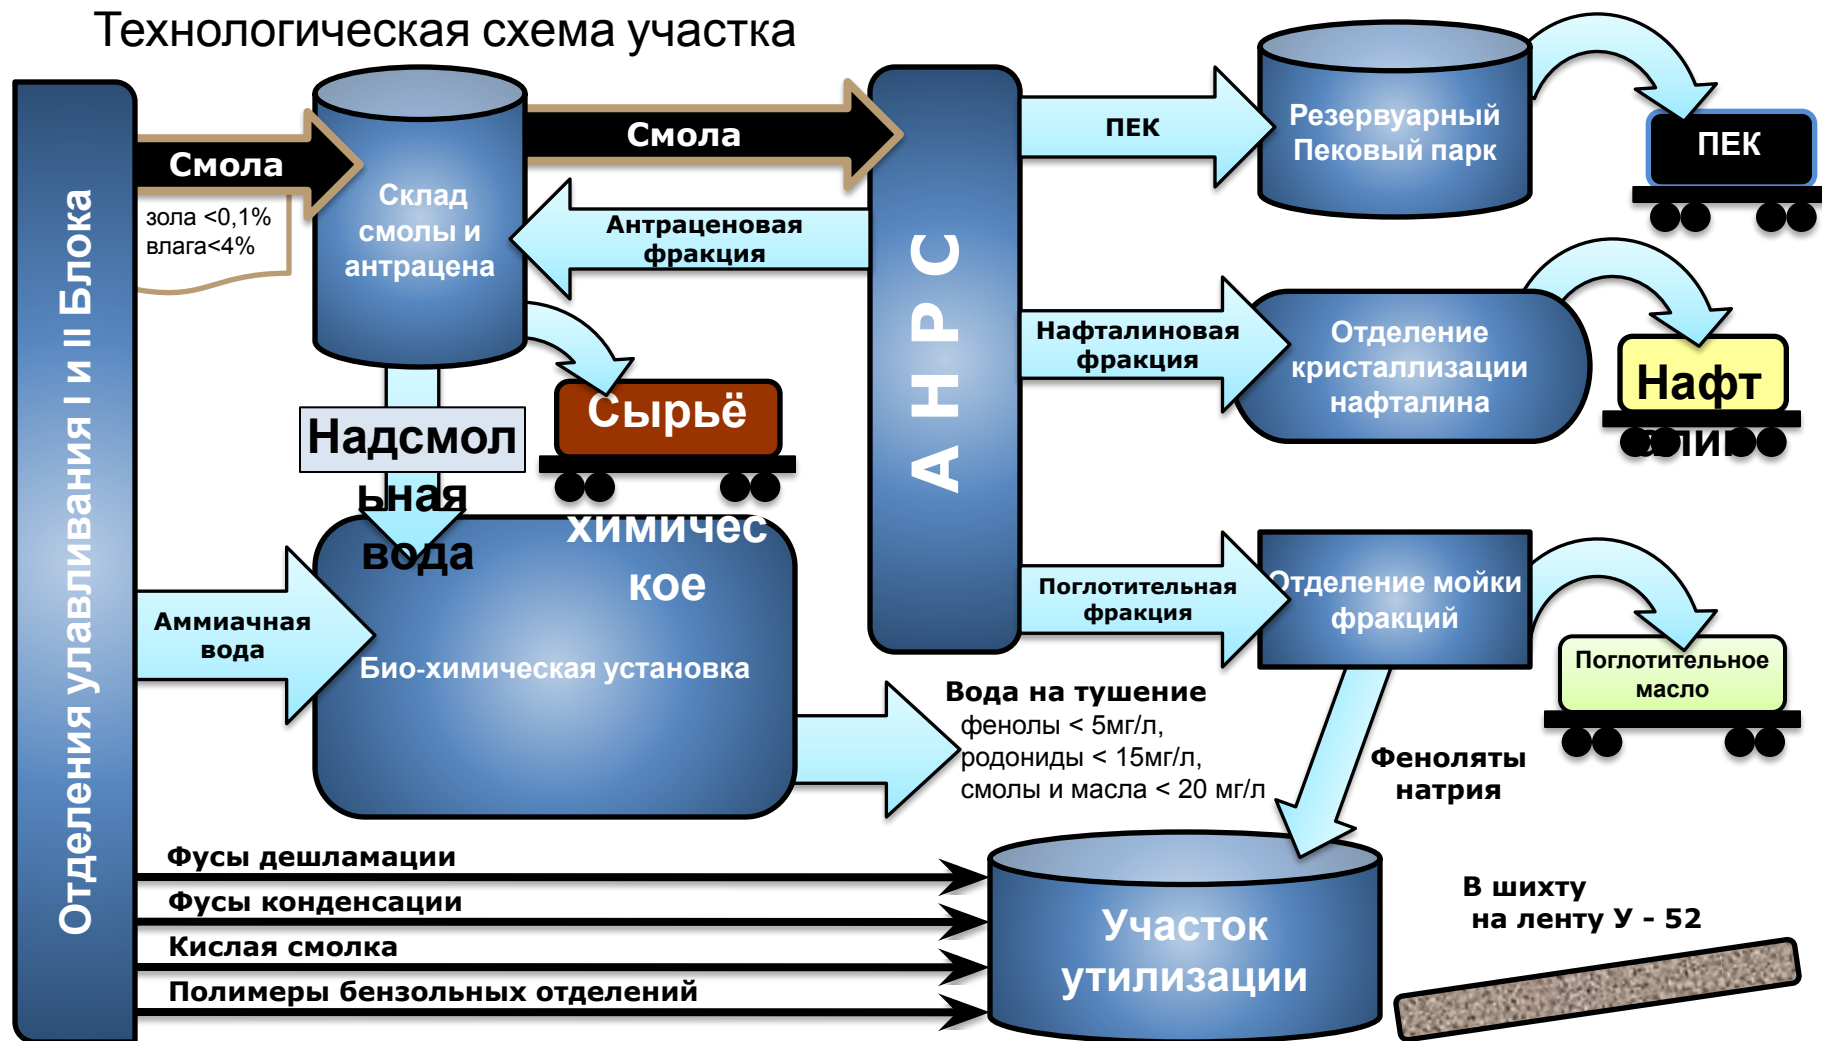 Технологическая схема участка
Отделения улавливания I и II Блока
Смола
зола <0,1%
влага<4%
Склад
смолы и
антрацена
Смола
Антраценовая
фракция
АНРС
ПЕК
Резервуарный
Пековый парк
ПЕК
Нафталиновая
фракция
Отделение
кристаллизации
нафталина
Нафт
алин
Сырьё
химичес
кое
Надсмол
ьная
вода
Аммиачная
вода
Био-химическая установка
Поглотительная
фракция
Отделение мойки
фракций
Поглотительное
масло
Вода на тушение
фенолы < 5мг/л,
родониды < 15мг/л,
смолы и масла < 20 мг/л
Феноляты
натрия
Фусы дешламации
Фусы конденсации
Кислая смолка
Полимеры бензольных отделений
Участок
утилизации
В шихту
на ленту У - 52